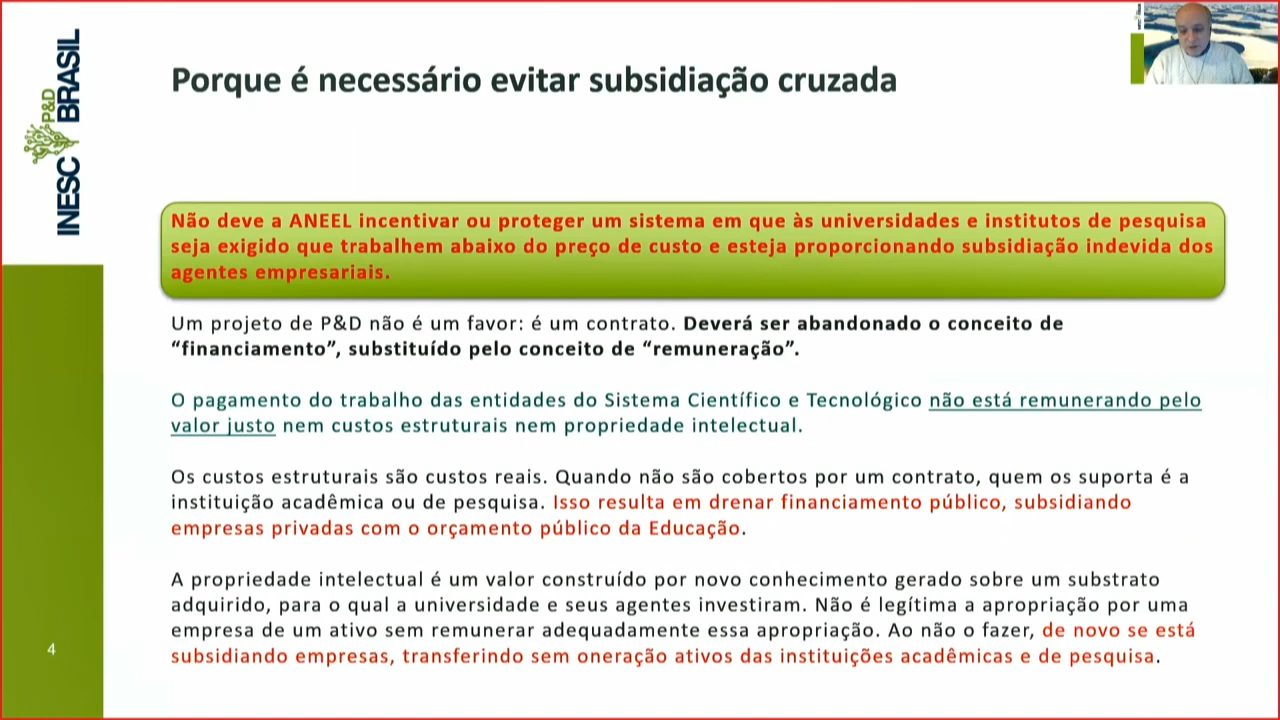 INESC P&D BRASIL
Porque é necessário evitar subsidiação cruzada
Não deve a ANEEL incentivar ou proteger um sistema em que às universidades e institutos de pesquisa
seja exigido que trabalhem abaixo do preço de custo e esteja proporcionando subsidiação indevida dos
agentes empresariais.
Um projeto de P&D não é um favor: é um contrato. Deverá ser abandonado o conceito de
“financiamento”, substituído pelo conceito de “remuneração”.
O pagamento do trabalho das entidades do Sistema Científico e Tecnológico não está remunerando pelo
valor justo nem custos estruturais nem propriedade intelectual.
Os custos estruturais são custos reais. Quando não são cobertos por um contrato, quem os suporta é a
instituição acadêmica ou de pesquisa. Isso resulta em drenar financiamento público, subsidiando
empresas privadas com o orçamento público da Educação.
A propriedade intelectual é um valor construído por novo conhecimento gerado sobre um substrato
adquirido, para o qual a universidade e seus agentes investiram. Não é legítima a apropriação por uma
empresa de um ativo sem remunerar adequadamente essa apropriação. Ao não o fazer, de novo se está
subsidiando empresas, transferindo sem oneração ativos das instituições acadêmicas e de pesquisa.
4